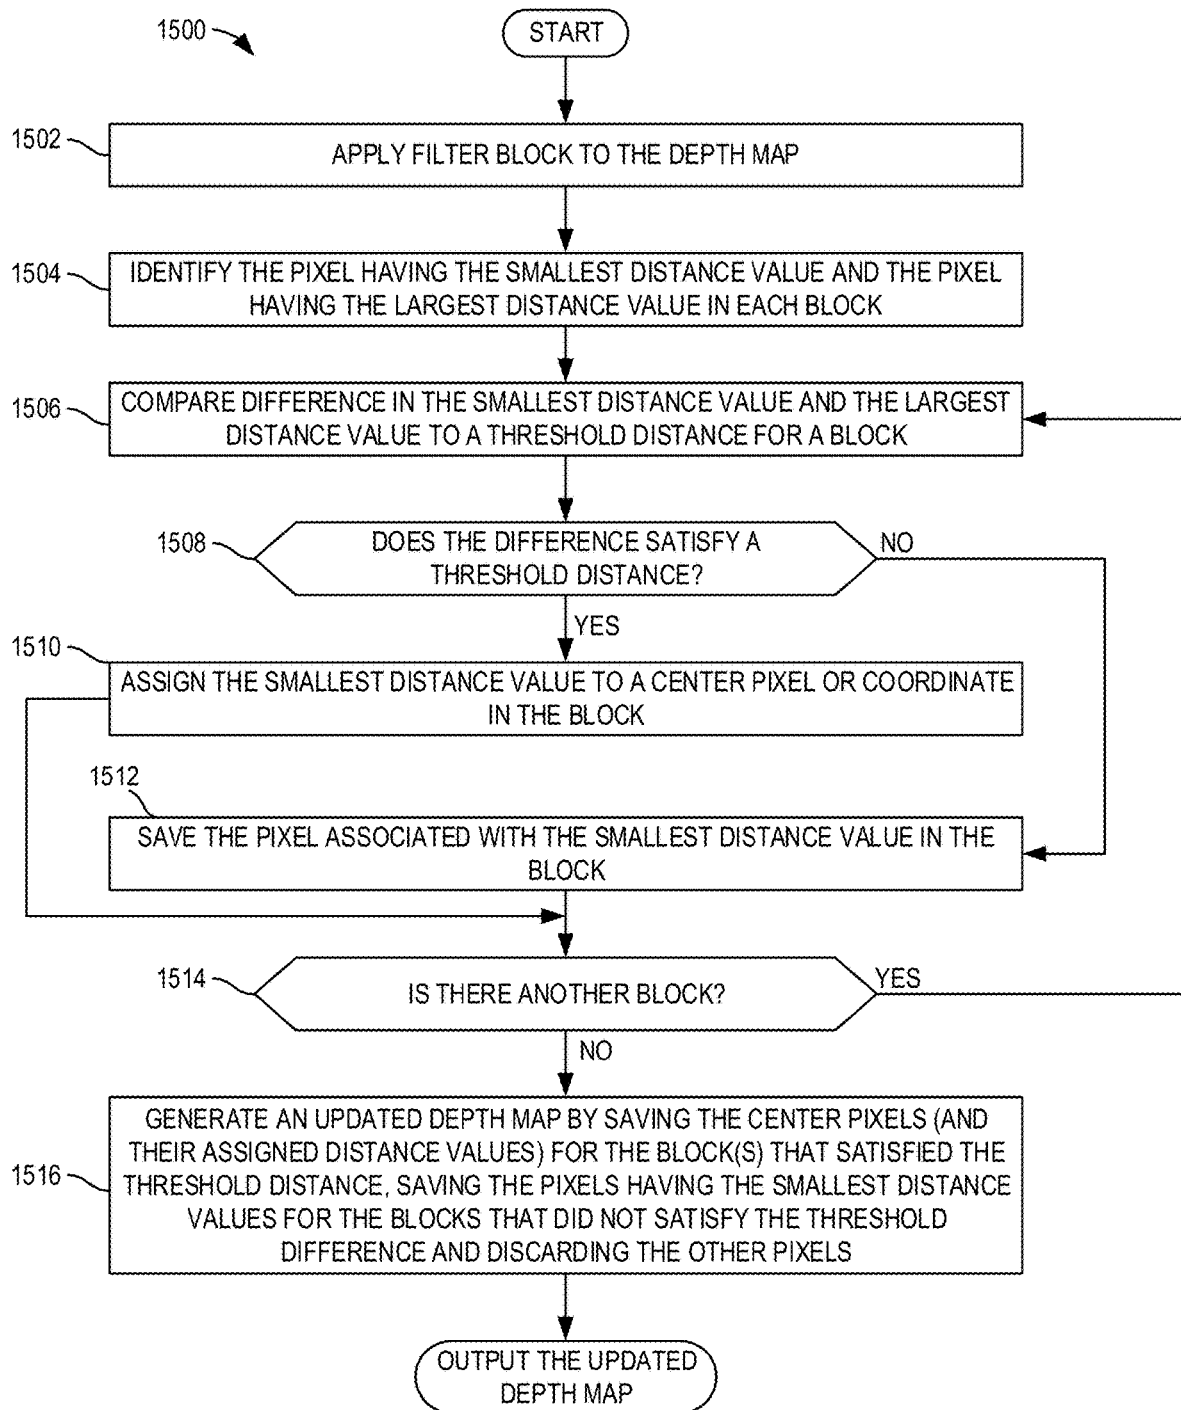 1500
START
1502
APPLY FILTER BLOCK TO THE DEPTH MAP
1504
IDENTIFY THE PIXEL HAVING THE SMALLEST DISTANCE VALUE AND THE PIXEL
HAVING THE LARGEST DISTANCE VALUE IN EACH BLOCK
1506
COMPARE DIFFERENCE IN THE SMALLEST DISTANCE VALUE AND THE LARGEST
DISTANCE VALUE TO A THRESHOLD DISTANCE FOR A BLOCK
1508
DOES THE DIFFERENCE SATISFY A
THRESHOLD DISTANCE?
NO
YES
1510
ASSIGN THE SMALLEST DISTANCE VALUE TO A CENTER PIXEL OR COORDINATE
IN THE BLOCK
1512
SAVE THE PIXEL ASSOCIATED WITH THE SMALLEST DISTANCE VALUE IN THE
BLOCK
1514
IS THERE ANOTHER BLOCK?
YES
NO
1516
GENERATE AN UPDATED DEPTH MAP BY SAVING THE CENTER PIXELS (AND
THEIR ASSIGNED DISTANCE VALUES) FOR THE BLOCK(S) THAT SATISFIED THE
THRESHOLD DISTANCE, SAVING THE PIXELS HAVING THE SMALLEST DISTANCE
VALUES FOR THE BLOCKS THAT DID NOT SATISFY THE THRESHOLD
DIFFERENCE AND DISCARDING THE OTHER PIXELS
OUTPUT THE UPDATED
DEPTH MAP